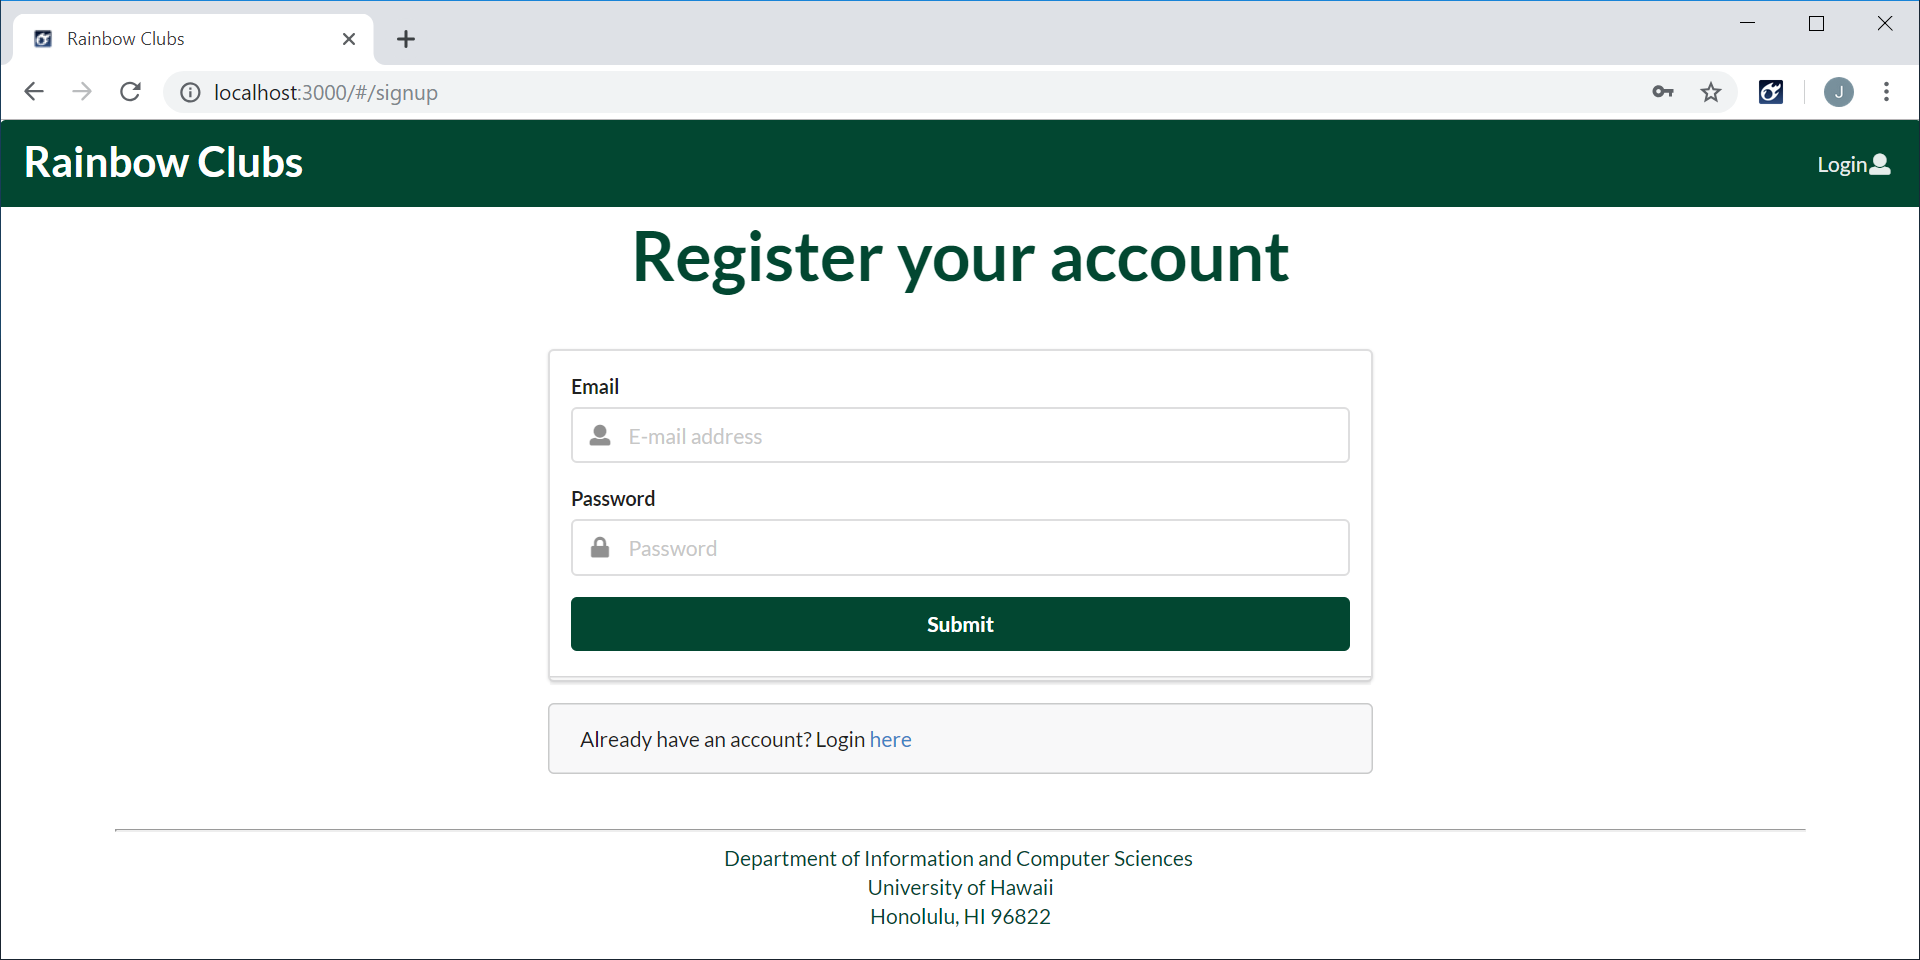 Rainbow Clubs
localhost:3000/#/signup
J
Rainbow Clubs
Login
Register your account
Email
E-mail address
Password
Password
Submit
Already have an account? Login here
Department of Information and Computer Sciences
University of Hawaii
Honolulu, HI 96822